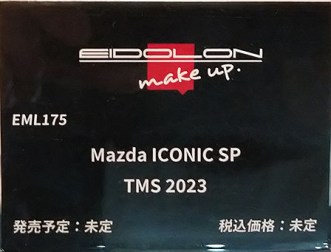 EIDOLON
make up.
EML175
Mazda ICONIC SP
TMS 2023
発売予定：未定 税込価格：未定